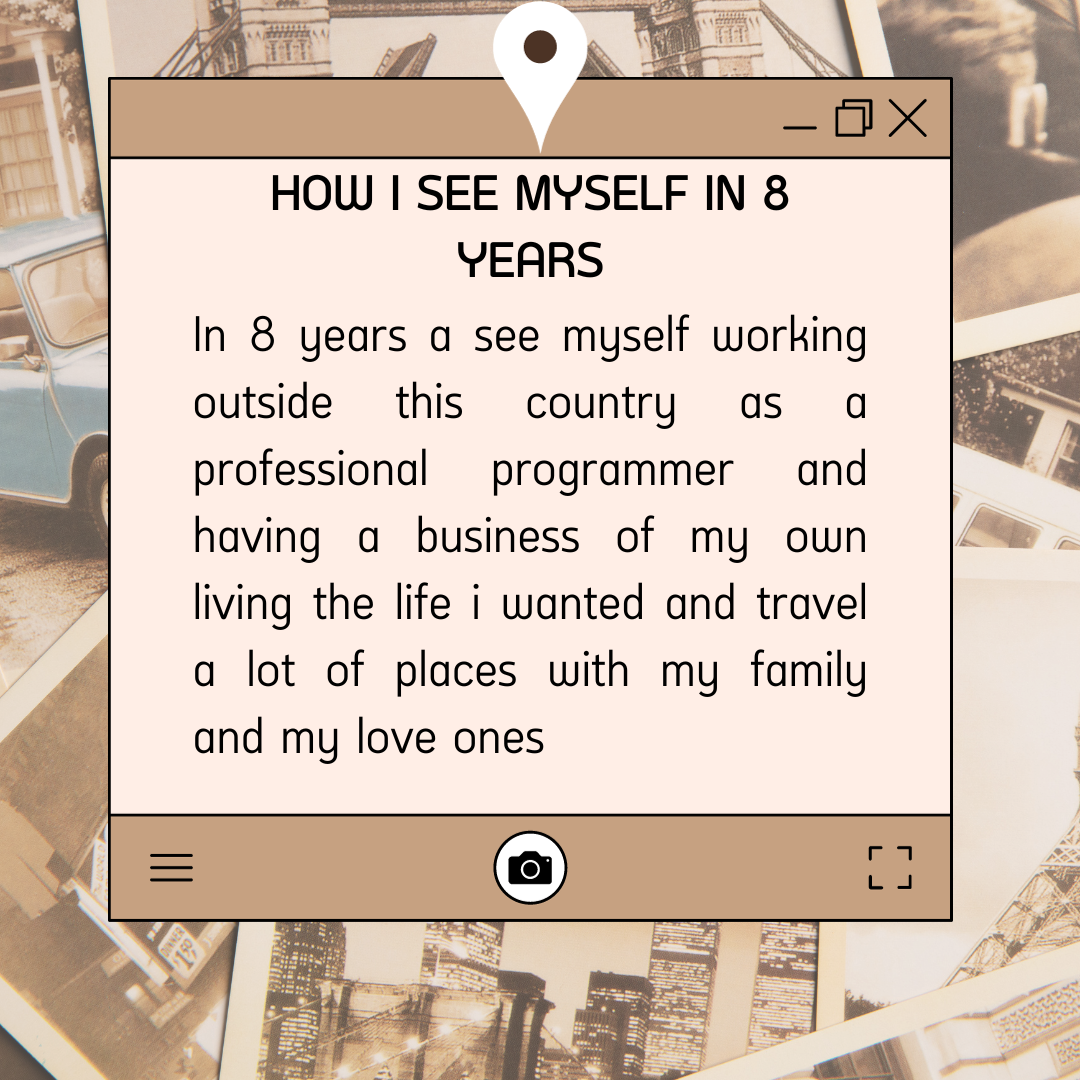 HOW I SEE MYSELF IN 8
YEARS
In 8 years a see myself working
outside this country as a
professional programmer and
having a business of my own
living the life i wanted and travel
a lot of places with my family
and my love ones